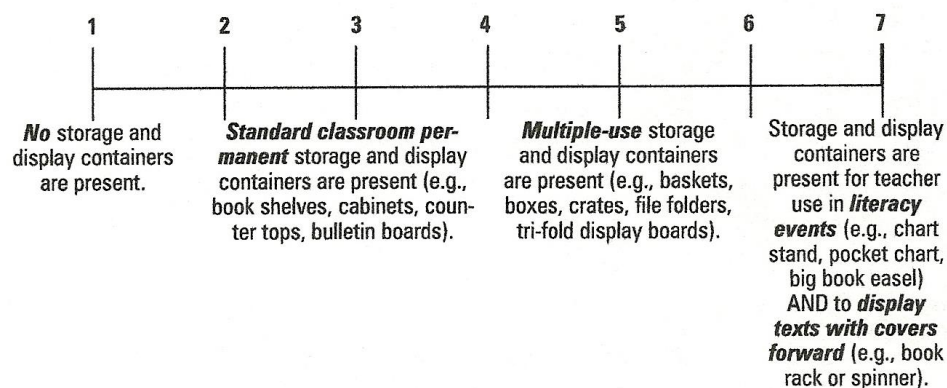 1 2 3 4 5 6 7
No storage and
display containers
are present.
Standard classroom per-
manent storage and display
containers are present (e.g.,
book shelves, cabinets, coun-
ter tops, bulletin boards).
Multiple-use storage
and display containers
are present (e.g., baskets,
boxes, crates, file folders,
tri-fold display boards).
Storage and display
containers are
present for teacher
use in literacy
events (e.g., chart
stand, pocket chart,
big book easel)
AND to display
texts with covers
forward (e.g., book
rack or spinner).